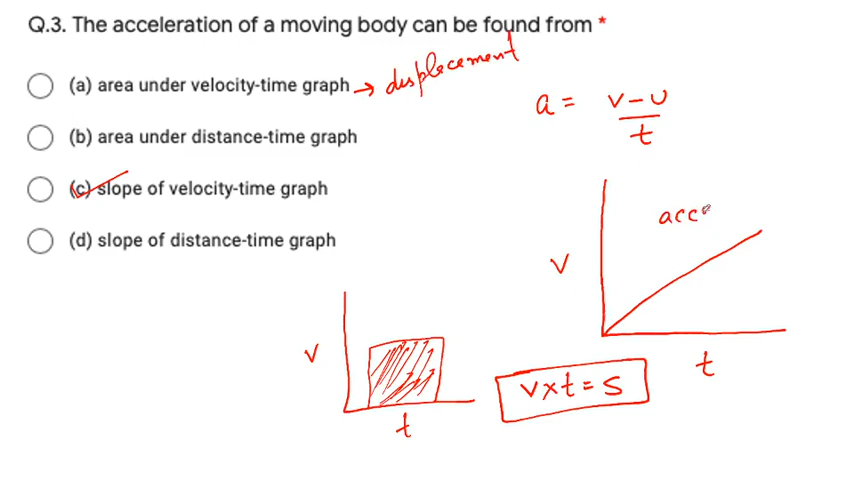 Q.3. The acceleration of a moving body can be found from *
(a) area under velocity-time graph → displacement
(b) area under distance-time graph
(c) slope of velocity-time graph
(d) slope of distance-time graph
a = v-u
t
acce
v
t
v
t
v×t = s